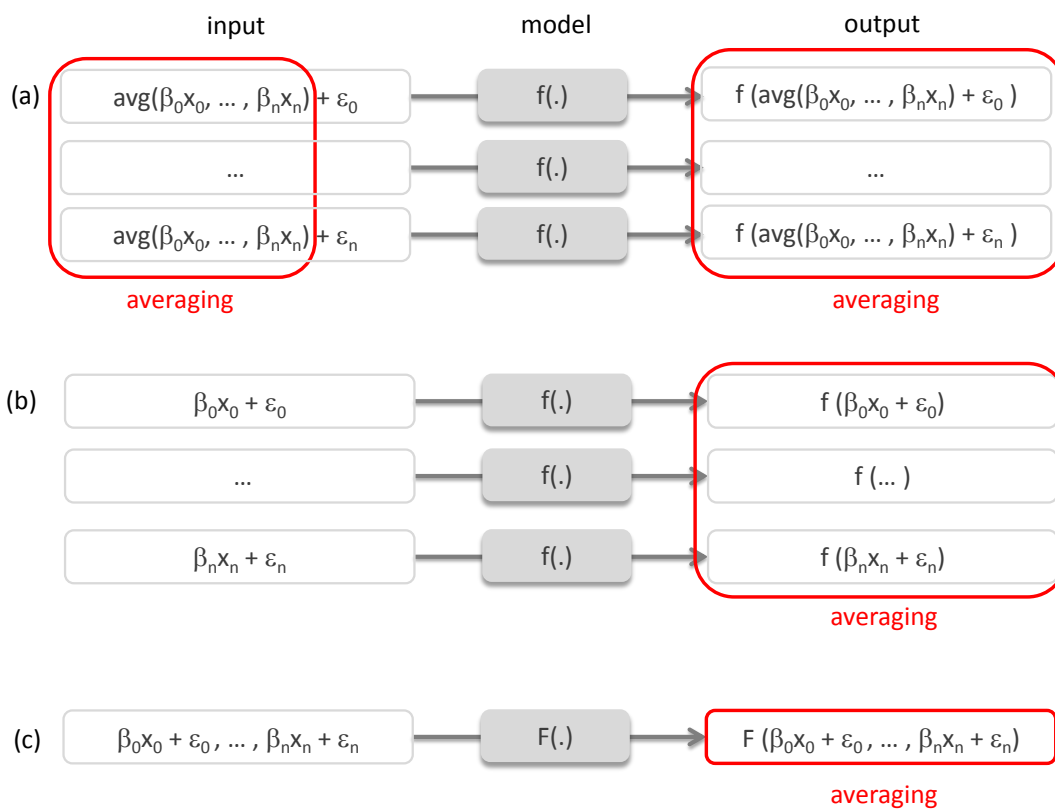 input model output
(a) avg(β₀x₀, ... , βₙxₙ) + ε₀ f(.) f (avg(β₀x₀, ... , βₙxₙ) + ε₀ )
... f(.) ...
avg(β₀x₀, ... , βₙxₙ) + εₙ f(.) f (avg(β₀x₀, ... , βₙxₙ) + εₙ )
averaging averaging
(b) β₀x₀ + ε₀ f(.) f (β₀x₀ + ε₀)
... f(.) f (... )
βₙxₙ + εₙ f(.) f (βₙxₙ + εₙ)
averaging
(c) β₀x₀ + ε₀ , ... , βₙxₙ + εₙ F(.) F (β₀x₀ + ε₀ , ... , βₙxₙ + εₙ)
averaging